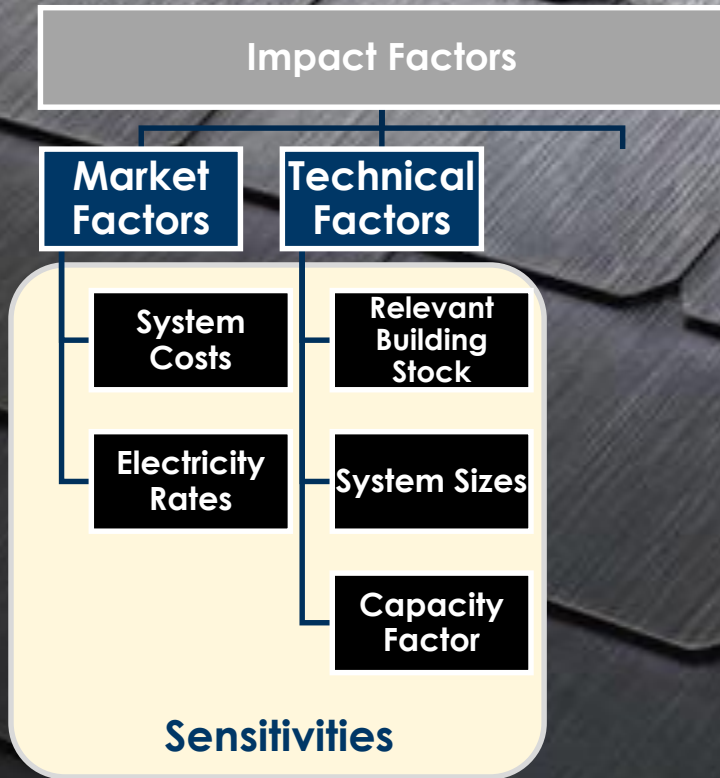 Impact Factors
Market
Factors
Technical
Factors
System
Costs
Relevant
Building
Stock
Electricity
Rates
System Sizes
Capacity
Factor
Sensitivities